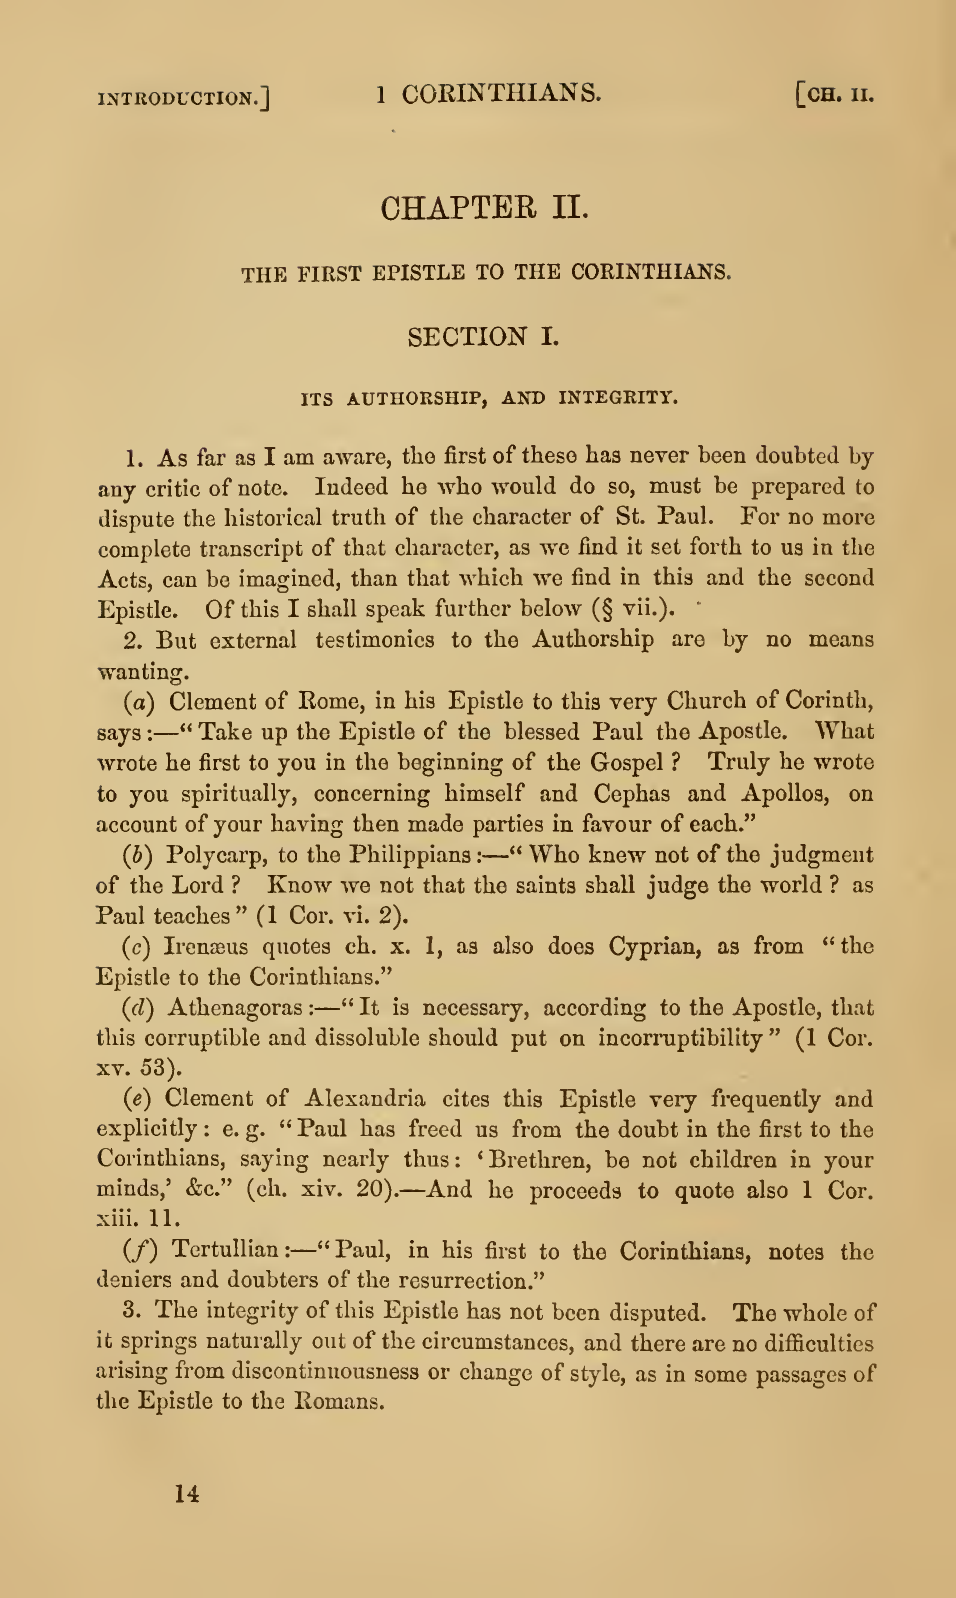 INTRODUCTION.] 1 CORINTHIANS. [CH. II.
CHAPTER II.
THE FIRST EPISTLE TO THE CORINTHIANS.
SECTION I.
ITS AUTHORSHIP, AND INTEGRITY.
1. As far as I am aware, the first of these has never been doubted by
any critic of note. Indeed he who would do so, must be prepared to
dispute the historical truth of the character of St. Paul. For no more
complete transcript of that character, as we find it set forth to us in the
Acts, can be imagined, than that which we find in this and the second
Epistle. Of this I shall speak further below (§ vii.).
2. But external testimonies to the Authorship are by no means
wanting.
(a) Clement of Rome, in his Epistle to this very Church of Corinth,
says:—“Take up the Epistle of the blessed Paul the Apostle. What
wrote he first to you in the beginning of the Gospel? Truly he wrote
to you spiritually, concerning himself and Cephas and Apollos, on
account of your having then made parties in favour of each.”
(b) Polycarp, to the Philippians:—“Who knew not of the judgment
of the Lord? Know we not that the saints shall judge the world? as
Paul teaches” (1 Cor. vi. 2).
(c) Irenæus quotes ch. x. 1, as also does Cyprian, as from “the
Epistle to the Corinthians.”
(d) Athenagoras:—“It is necessary, according to the Apostle, that
this corruptible and dissoluble should put on incorruptibility” (1 Cor.
xv. 53).
(e) Clement of Alexandria cites this Epistle very frequently and
explicitly: e. g. “Paul has freed us from the doubt in the first to the
Corinthians, saying nearly thus: ‘Brethren, be not children in your
minds,’ &c.” (ch. xiv. 20).—And he proceeds to quote also 1 Cor.
xiii. 11.
(f) Tertullian:—“Paul, in his first to the Corinthians, notes the
deniers and doubters of the resurrection.”
3. The integrity of this Epistle has not been disputed. The whole of
it springs naturally out of the circumstances, and there are no difficulties
arising from discontinuousness or change of style, as in some passages of
the Epistle to the Romans.
14